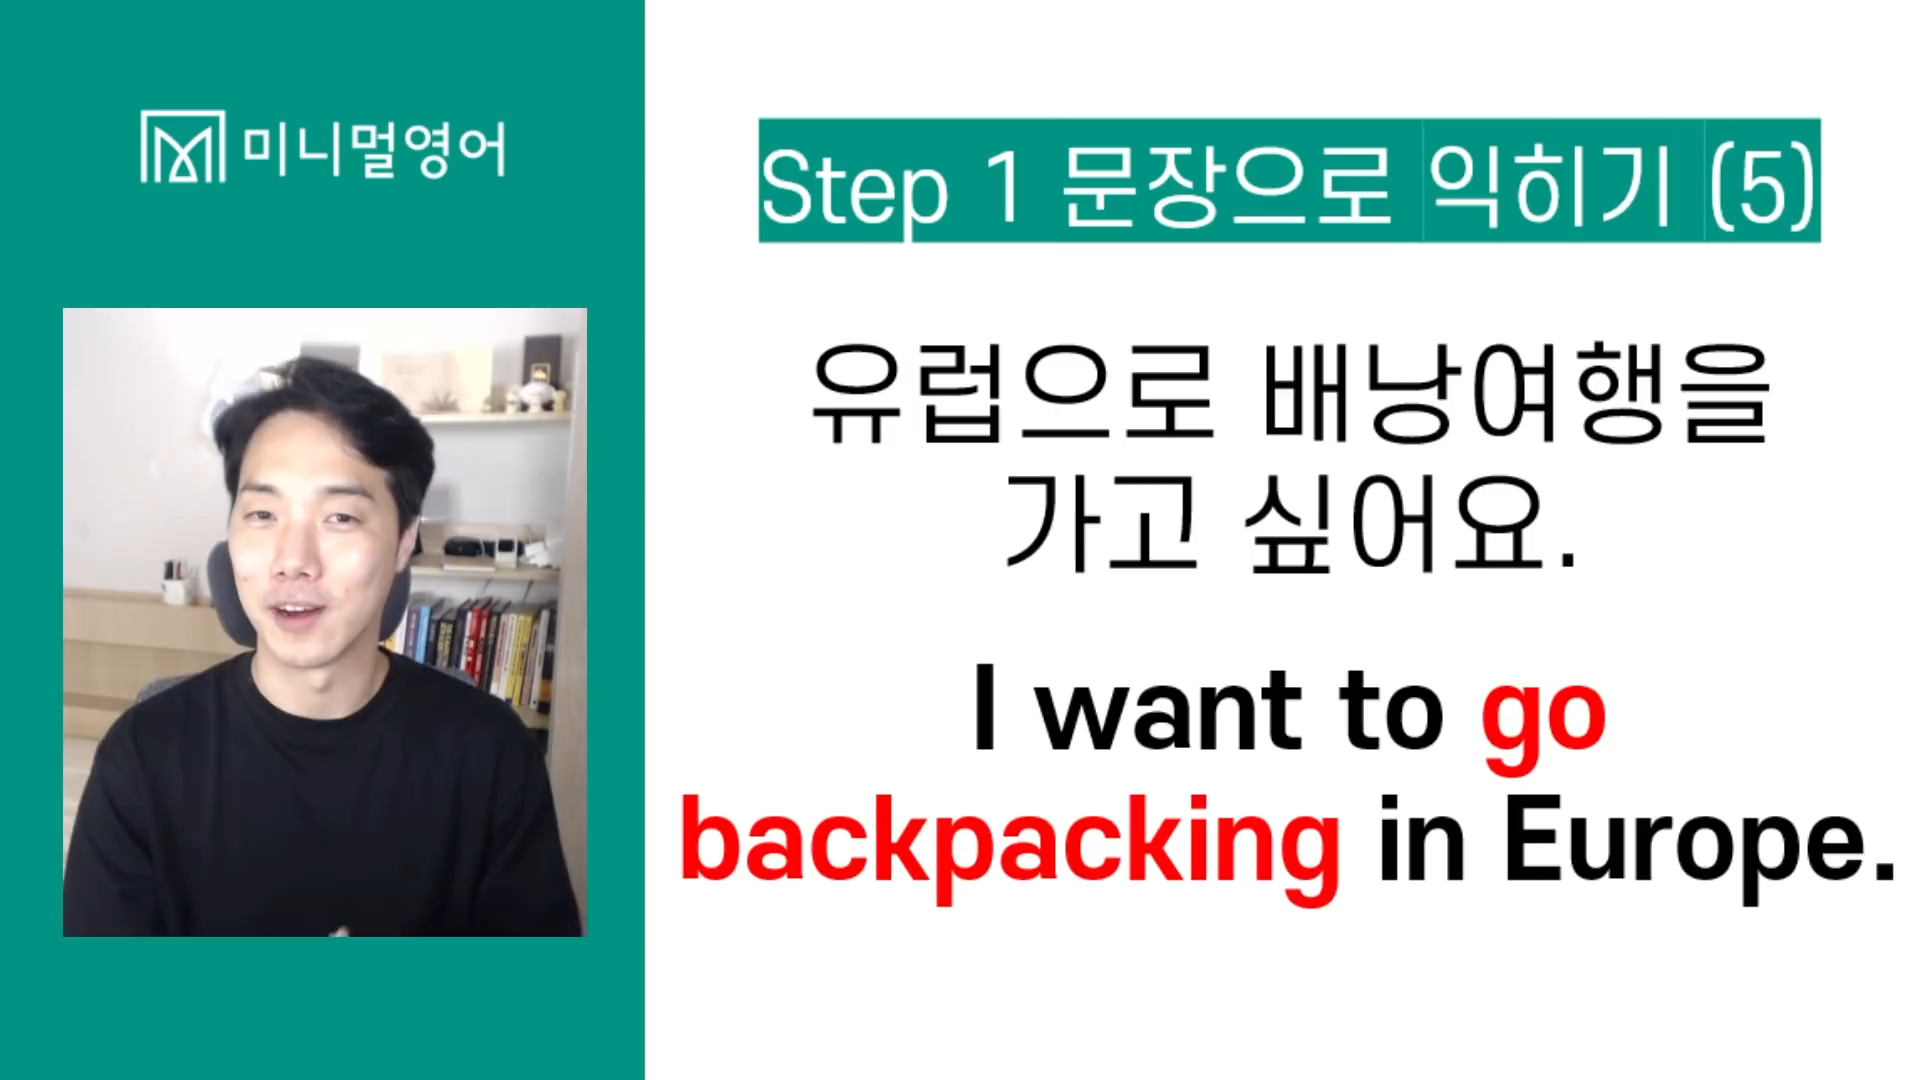 미니멀영어
Step 1 문장으로 익히기 (5)
유럽으로 배낭여행을
가고 싶어요.
I want to go
backpacking in Europe.